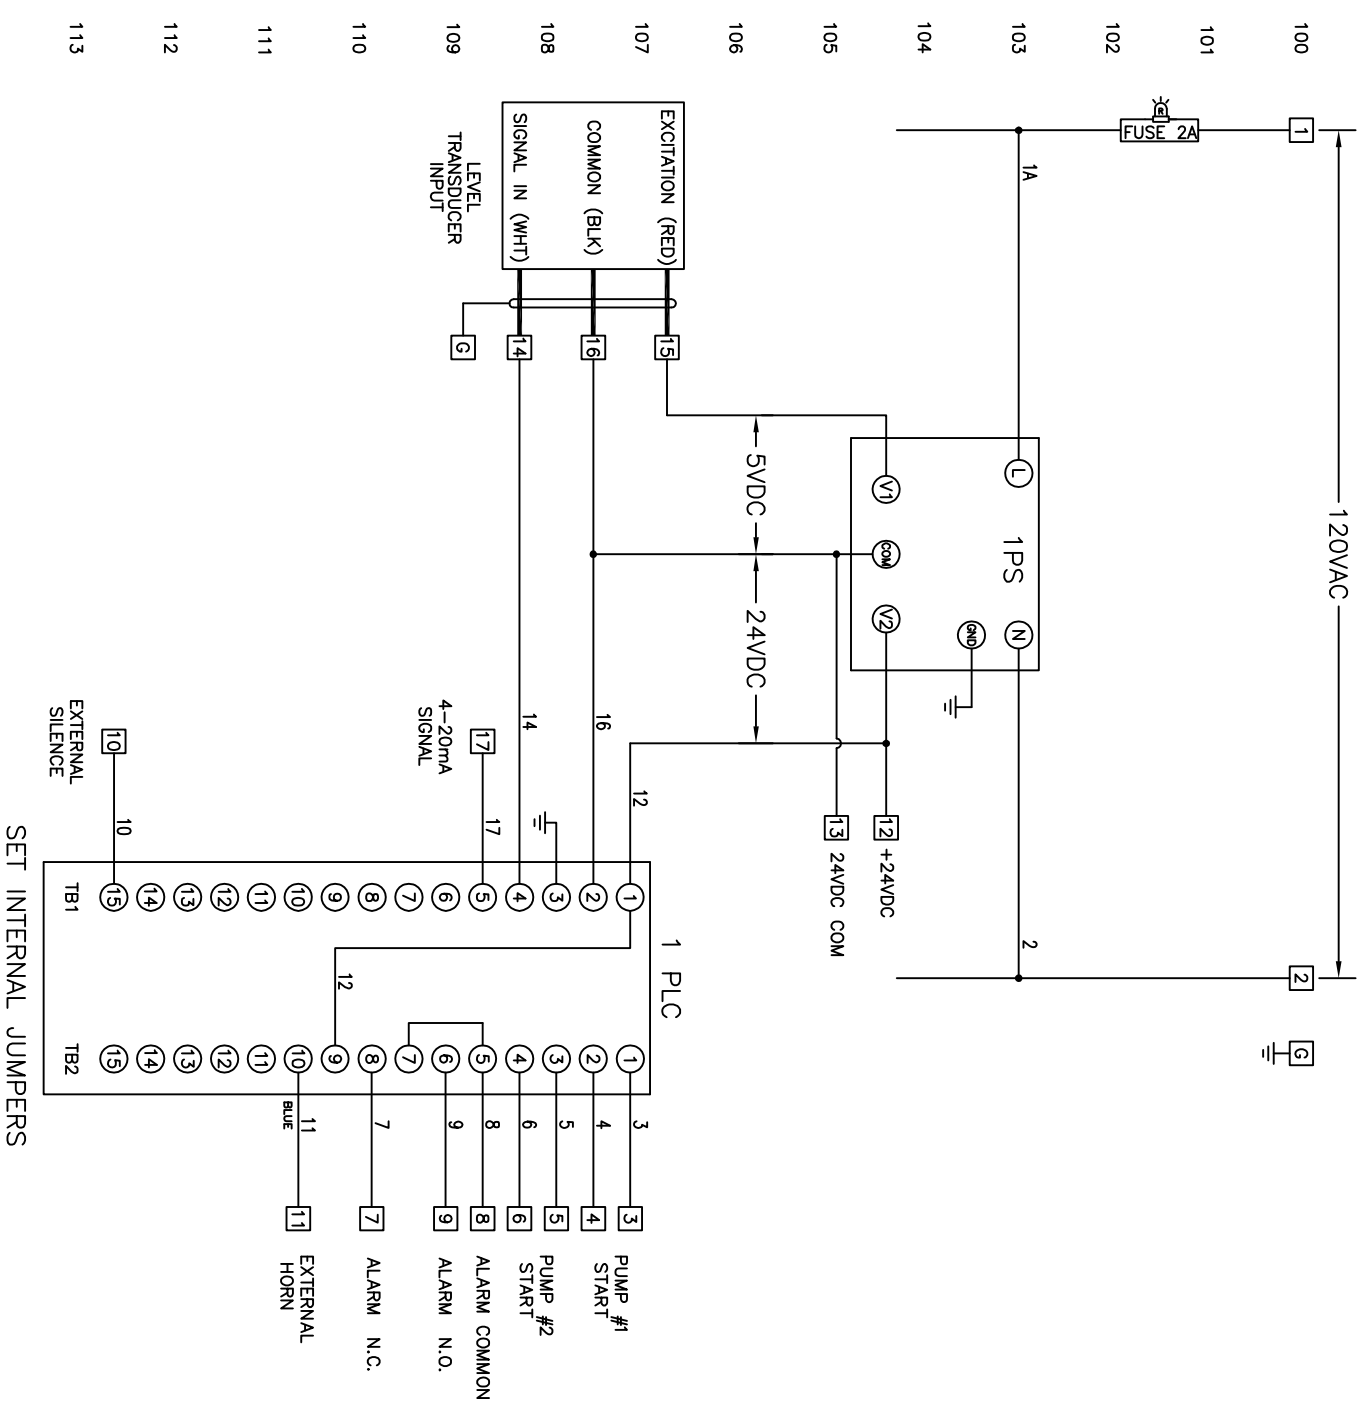 100
101
102
103
104
105
106
107
108
109
110
111
112
113
120VAC
1
2
G
R
FUSE 2A
1A
L
1PS
N
2
GND
V1
COM
V2
12
+24VDC
13
24VDC COM
5VDC
24VDC
EXCITATION (RED)
COMMON (BLK)
SIGNAL IN (WHT)
LEVEL
TRANSDUCER
INPUT
15
16
14
G
12
16
14
17
4-20mA
SIGNAL
17
10
EXTERNAL
SILENCE
10
1 PLC
1
2
3
4
5
6
7
8
9
10
11
12
13
14
15
TB1
12
1
2
3
4
5
6
7
8
9
10
11
12
13
14
15
TB2
3
3
PUMP #1
START
4
4
5
5
PUMP #2
START
6
6
8
8
ALARM COMMON
9
9
ALARM N.O.
7
7
ALARM N.C.
11
BLUE
11
EXTERNAL
HORN
SET INTERNAL JUMPERS